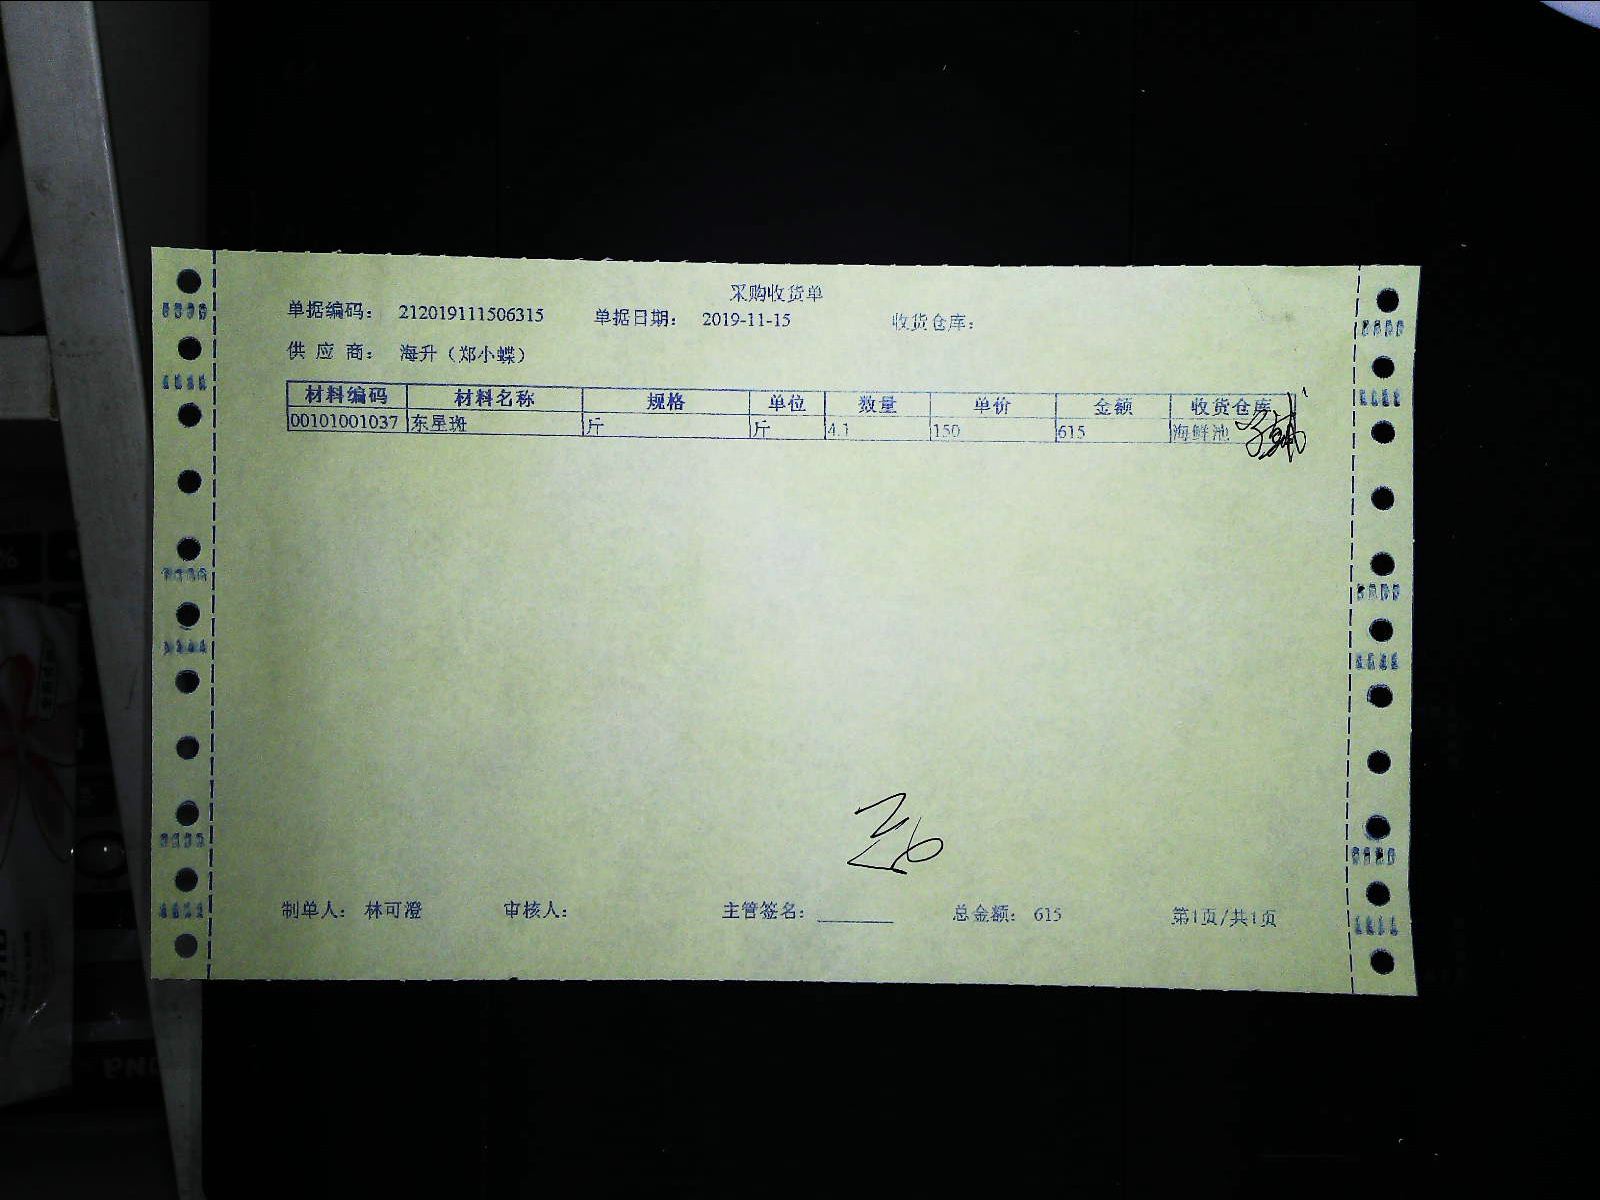 采购收货单
单据编码： 212019111506315 单据日期： 2019-11-15 收货仓库：
供 应 商： 海升（郑小蝶）
材料编码 材料名称 规格 单位 数量 单价 金额 收货仓库
00101001037 东星斑 斤 斤 4.1 150 615 海鲜池
制单人： 林可澄 审核人： 主管签名： 总金额： 615 第1页/共1页